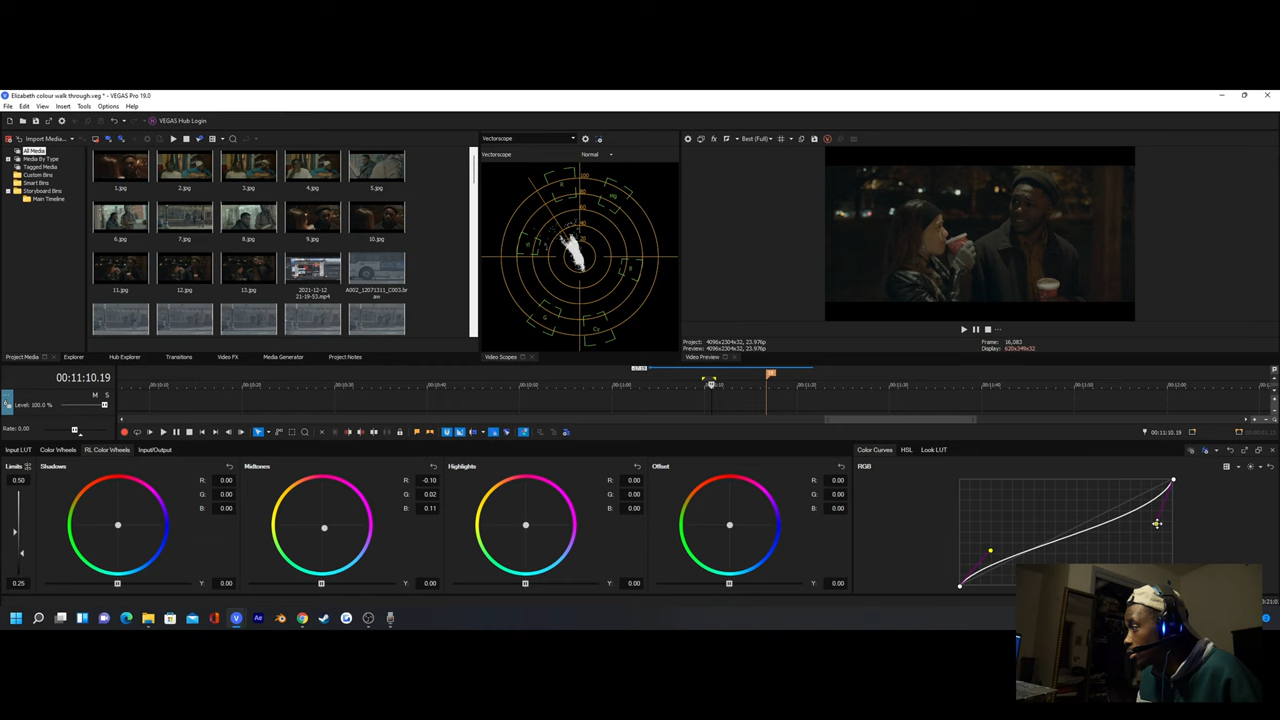 Elizabeth colour walk through.veg * - VEGAS Pro 19.0
File Edit View Insert Tools Options Help
VEGAS Hub Login
Import Media...
All Media
Media By Type
Tagged Media
Custom Bins
Smart Bins
Storyboard Bins
Main Timeline
1.jpg 2.jpg 3.jpg 4.jpg 5.jpg
6.jpg 7.jpg 8.jpg 9.jpg 10.jpg
11.jpg 12.jpg 13.jpg 2021-12-12 A002_12071311_C003.br
21-19-53.mp4 aw
Vectorscope
Vectorscope Normal
Best (Full)
Project: 4096x2304x32, 23.976p
Preview: 4096x2304x32, 23.976p
Frame: 16,083
Display: 620x349x32
Project Media Explorer Hub Explorer Transitions Video FX Media Generator Project Notes
Video Scopes
Video Preview
00:11:10.19
M S
Level: 100.0 %
Rate: 0.00
00:11:10.19
Input LUT Color Wheels RL Color Wheels Input/Output
Color Curves HSL Look LUT
Limits Shadows Midtones Highlights Offset
RGB
0.50
0.25
R: 0.00
G: 0.00
B: 0.00
Y: 0.00
R: -0.10
G: 0.02
B: 0.11
Y: 0.00
R: 0.00
G: 0.00
B: 0.00
Y: 0.00
R: 0.00
G: 0.00
B: 0.00
Y: 0.00